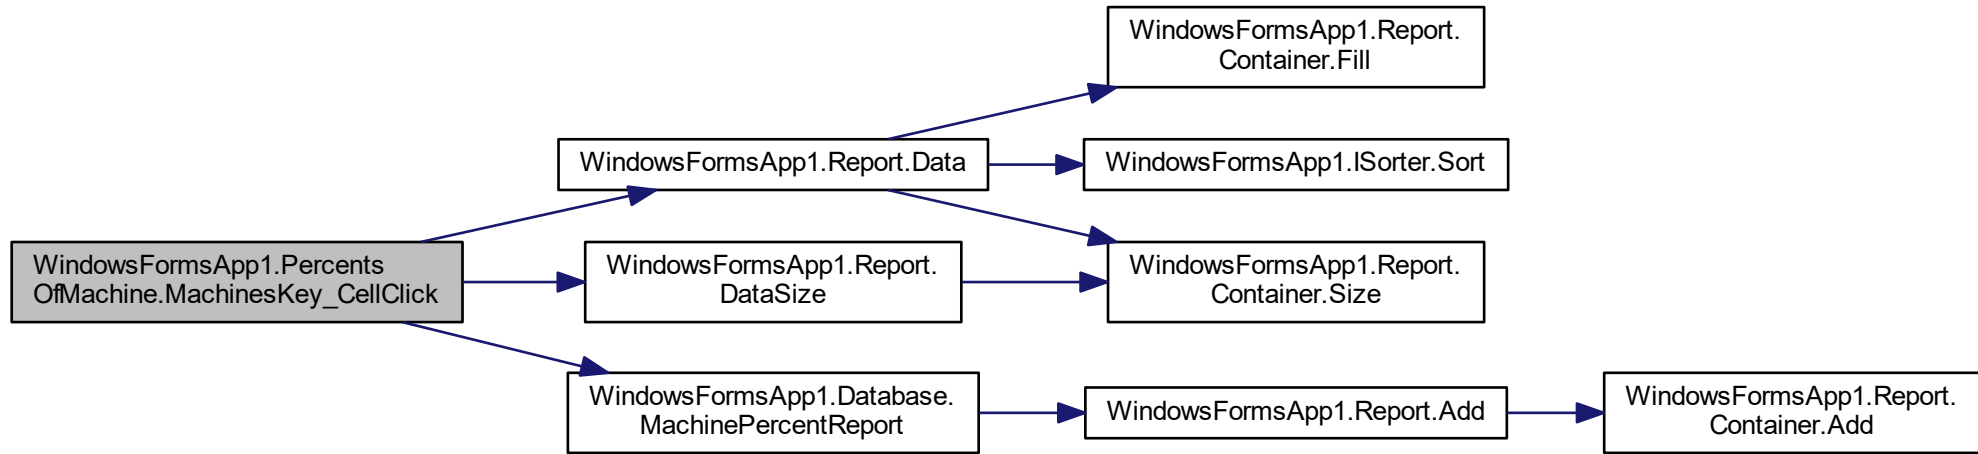 WindowsFormsApp1.Report.
Container.Fill
WindowsFormsApp1.Report.Data
WindowsFormsApp1.ISorter.Sort
WindowsFormsApp1.Percents
OfMachine.MachinesKey_CellClick
WindowsFormsApp1.Report.
DataSize
WindowsFormsApp1.Report.
Container.Size
WindowsFormsApp1.Database.
MachinePercentReport
WindowsFormsApp1.Report.Add
WindowsFormsApp1.Report.
Container.Add